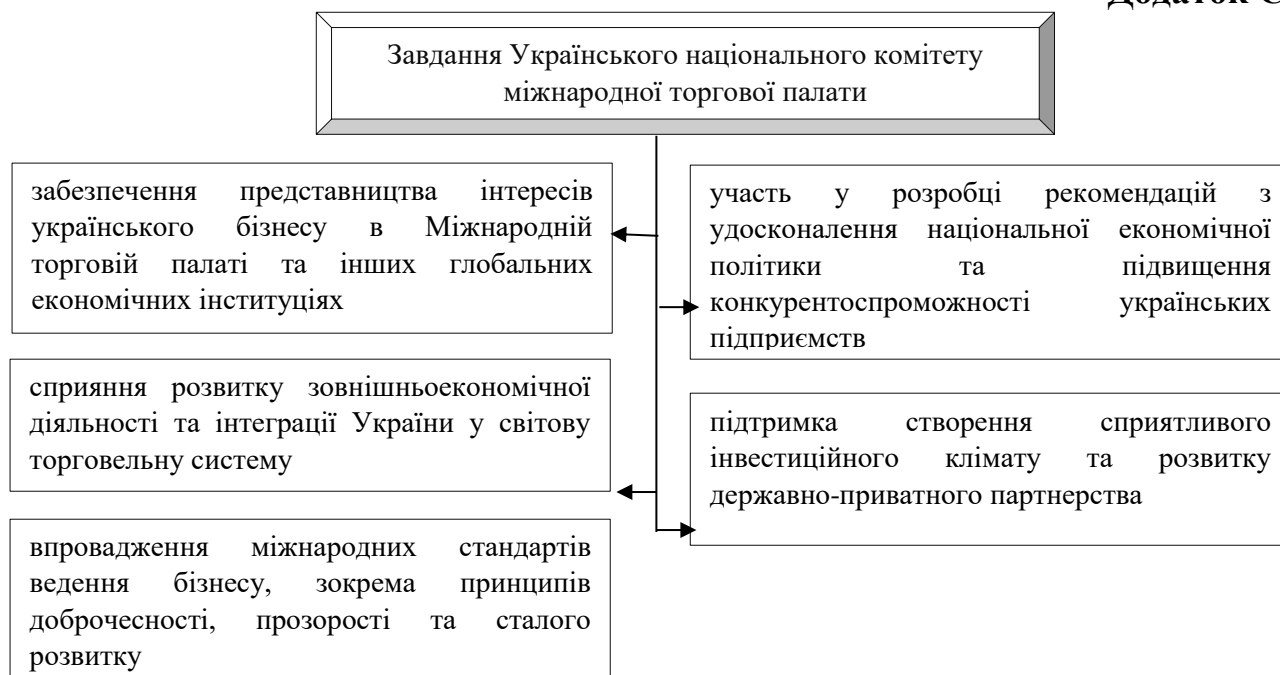 Додаток С
Завдання Українського національного комітету
міжнародної торгової палати
забезпечення представництва інтересів
українського бізнесу в Міжнародній
торговій палаті та інших глобальних
економічних інституціях
сприяння розвитку зовнішньоекономічної
діяльності та інтеграції України у світову
торговельну систему
впровадження міжнародних стандартів
ведення бізнесу, зокрема принципів
доброчесності, прозорості та сталого
розвитку
участь у розробці рекомендацій з
удосконалення національної економічної
політики та підвищення
конкурентоспроможності українських
підприємств
підтримка створення сприятливого
інвестиційного клімату та розвитку
державно-приватного партнерства